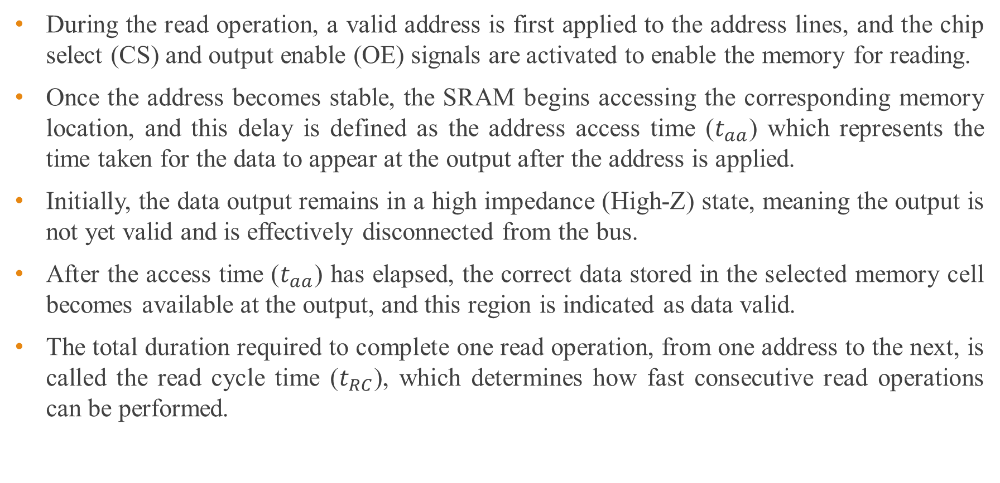 • During the read operation, a valid address is first applied to the address lines, and the chip
select (CS) and output enable (OE) signals are activated to enable the memory for reading.
• Once the address becomes stable, the SRAM begins accessing the corresponding memory
location, and this delay is defined as the address access time (t_{aa}) which represents the
time taken for the data to appear at the output after the address is applied.
• Initially, the data output remains in a high impedance (High-Z) state, meaning the output is
not yet valid and is effectively disconnected from the bus.
• After the access time (t_{aa}) has elapsed, the correct data stored in the selected memory cell
becomes available at the output, and this region is indicated as data valid.
• The total duration required to complete one read operation, from one address to the next, is
called the read cycle time (t_{RC}), which determines how fast consecutive read operations
can be performed.